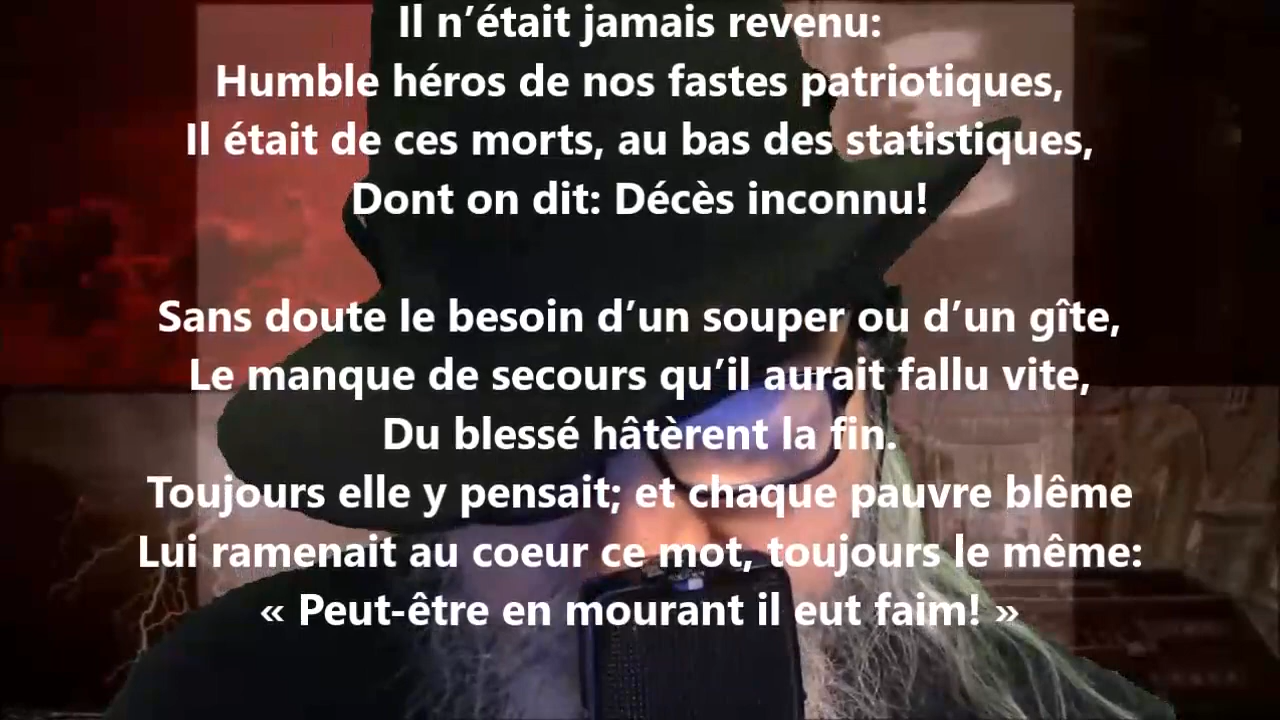 Il n’était jamais revenu:
Humble héros de nos fastes patriotiques,
Il était de ces morts, au bas des statistiques,
Dont on dit: Décès inconnu!
Sans doute le besoin d’un souper ou d’un gîte,
Le manque de secours qu’il aurait fallu vite,
Du blessé hâtèrent la fin.
Toujours elle y pensait; et chaque pauvre blême
Lui ramenait au coeur ce mot, toujours le même:
« Peut-être en mourant il eut faim! »